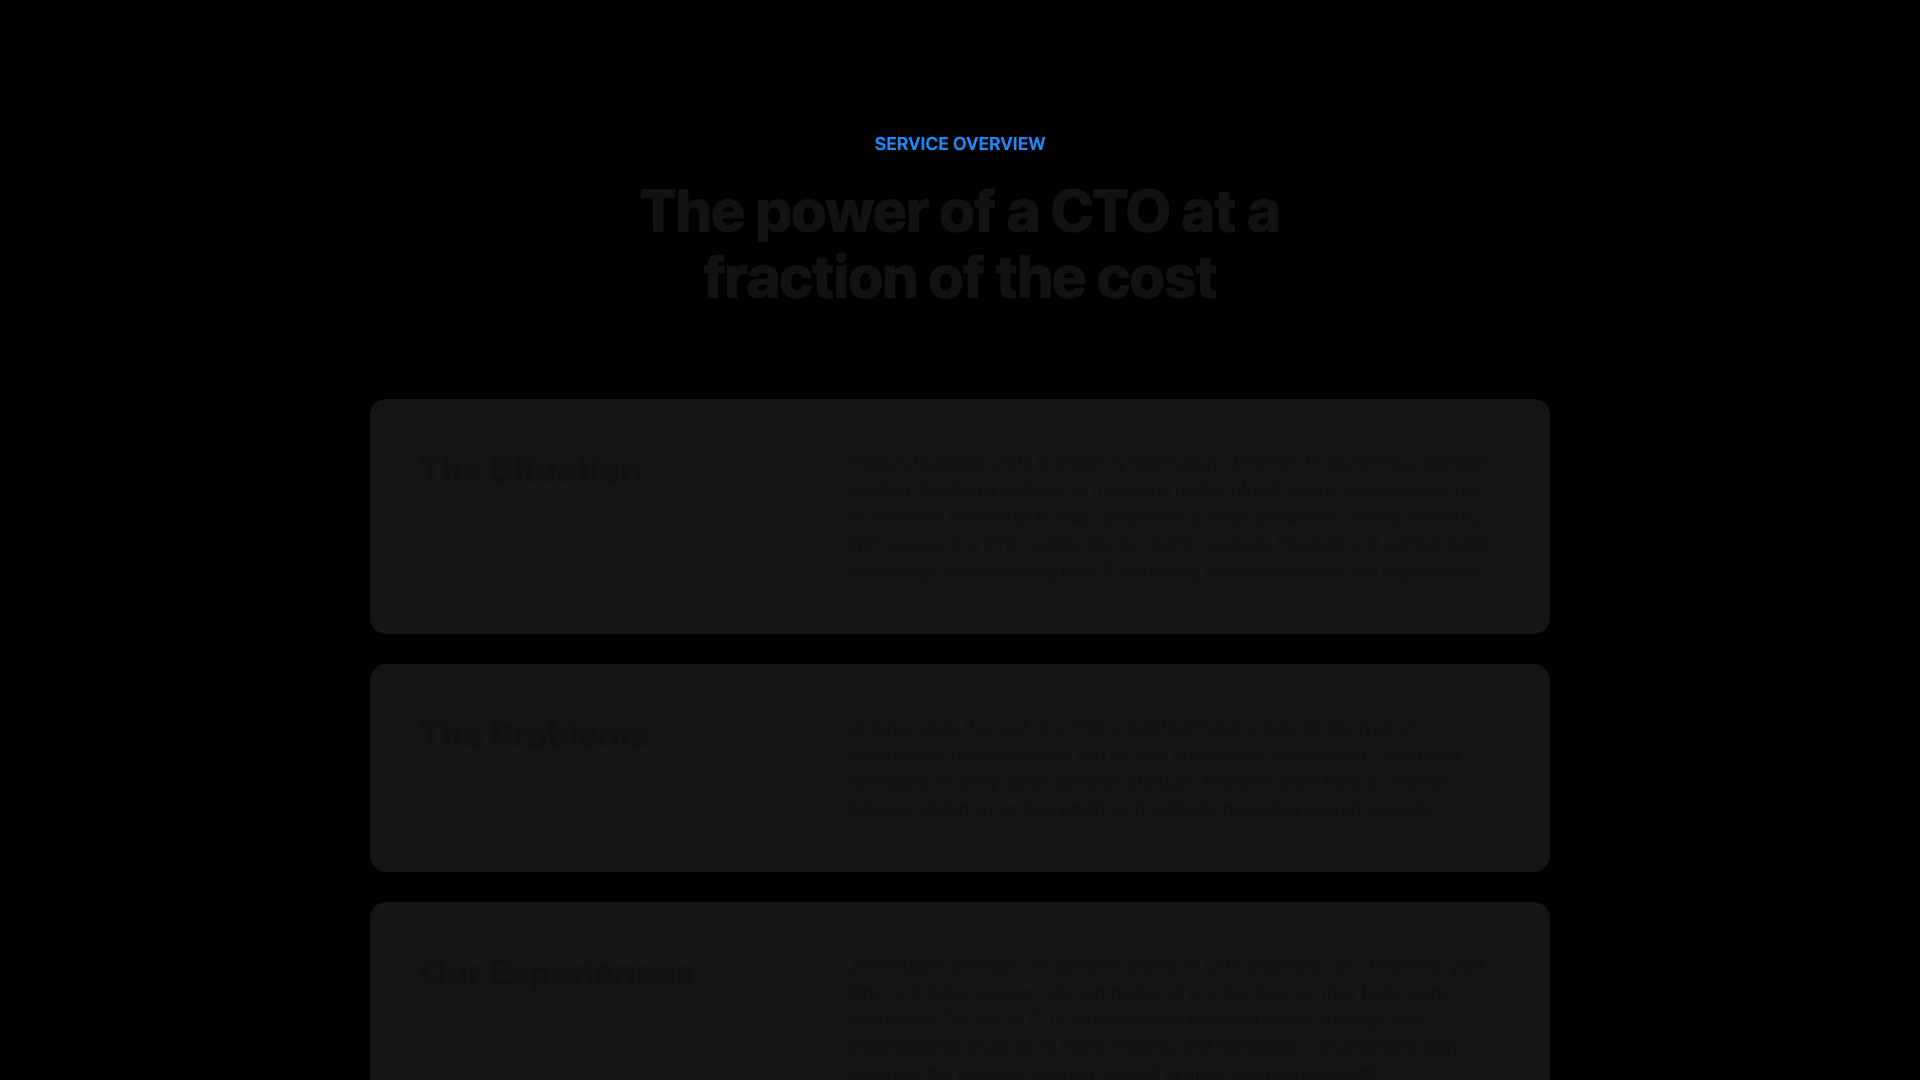 SERVICE OVERVIEW
The power of a CTO at a
fraction of the cost
The Situation
Today's business world is driven by technology. Whether it's launching a software
product, building a website, or managing digital infrastructure, organizations rely
on technical leadership to stay competitive & keep operations running smoothly.
With access to a CTO, companies can better navigate the waters of cutting-edge
technology while reducing risks & increasing the adaptability of the organization.
The Problems
Unfortunately, the cost of a CTO is significant and access to this type of
experienced technical talent can be very competitive. Because a CTO is often
necessary for early-stage software startups, founders often have to choose
between giving up serious equity or drastically increasing operating costs.
Our Experiences
JetThoughts provides on-demand access to CTO leadership on a fractional, part
time, or interim basis to help companies of any size level up their technology
operations. Our virtual CTO services cover technical vision, strategy, and
organizational structure to hiring, training, and managing a development team,
providing the technical support needed to drive sustainable growth.